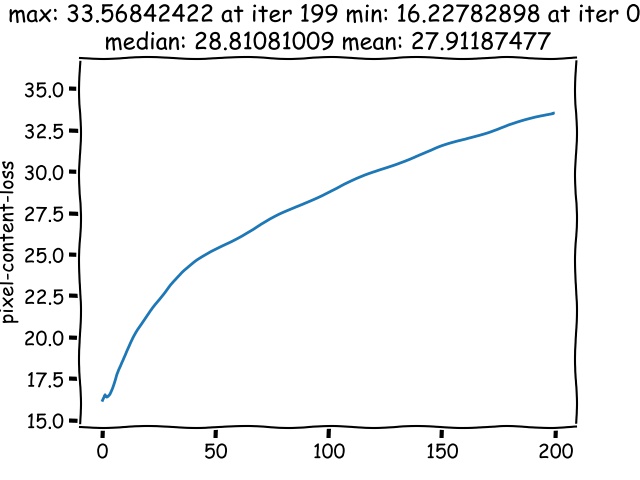 max: 33.56842422 at iter 199 min: 16.22782898 at iter 0
median: 28.81081009 mean: 27.91187477
pixel-content-loss
35.0
32.5
30.0
27.5
25.0
22.5
20.0
17.5
15.0
0 50 100 150 200